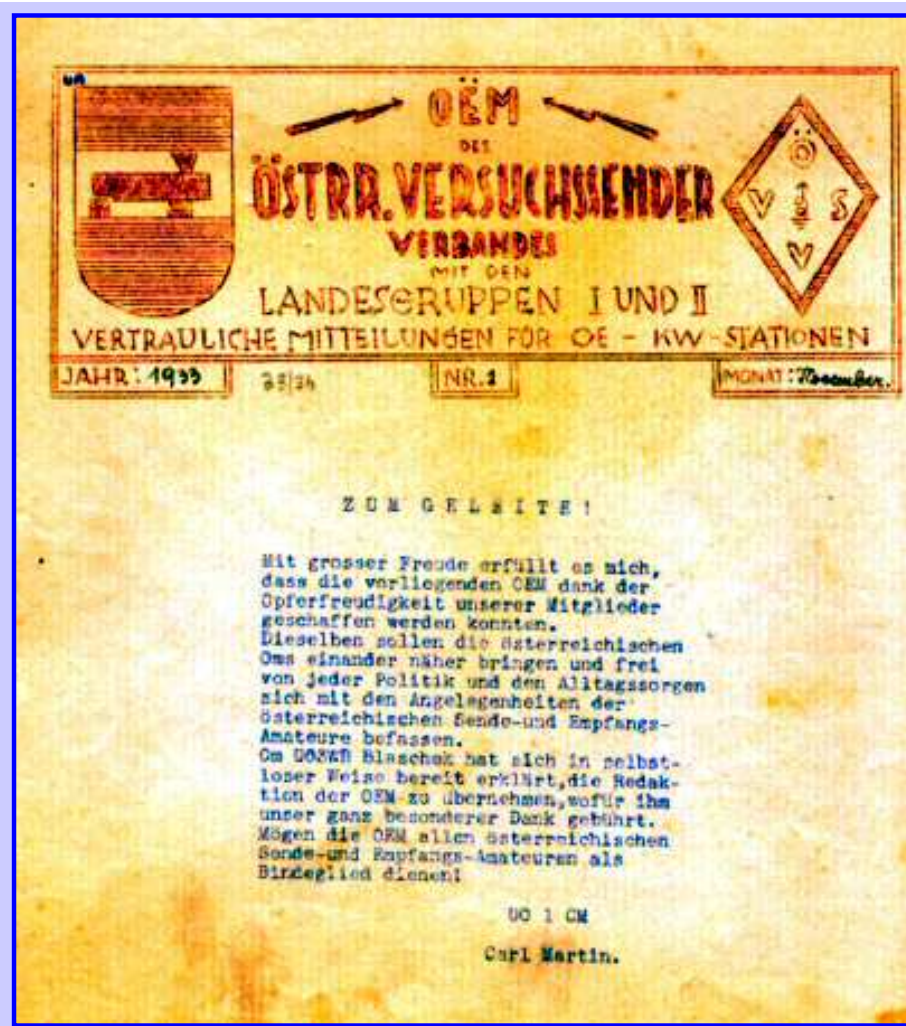 OËM
DES
ÖSTRR. VERSUCHSSENDER
VERBANDES
MIT DEN
LANDESGRUPPEN I UND II
VERTRAULICHE MITTEILUNGEN FÜR OE - KW - STATIONEN
Ö
V S
V
JAHR: 1933 33/34 NR. 1 MONAT: November.
ZUM GELEITE!
Mit grosser Freude erfüllt es mich,
dass die vorliegenden OEM dank der
Opferfreudigkeit unserer Mitglieder
geschaffen werden konnten.
Dieselben sollen die österreichischen
Oms einander näher bringen und frei
von jeder Politik und den Alltagssorgen
sich mit den Angelegenheiten der
österreichischen Sende-und Empfangs-
Amateure befassen.
Om Blaschek hat sich in selbst-
loser Weise bereit erklärt,die Redak-
tion der OEM zu übernehmen,wofür ihm
unser ganz besonderer Dank gebührt.
Mögen die OEM allen österreichischen
Sende-und Empfangs-Amateuren als
Bindeglied dienen!
UO 1 CM
Carl Martin.